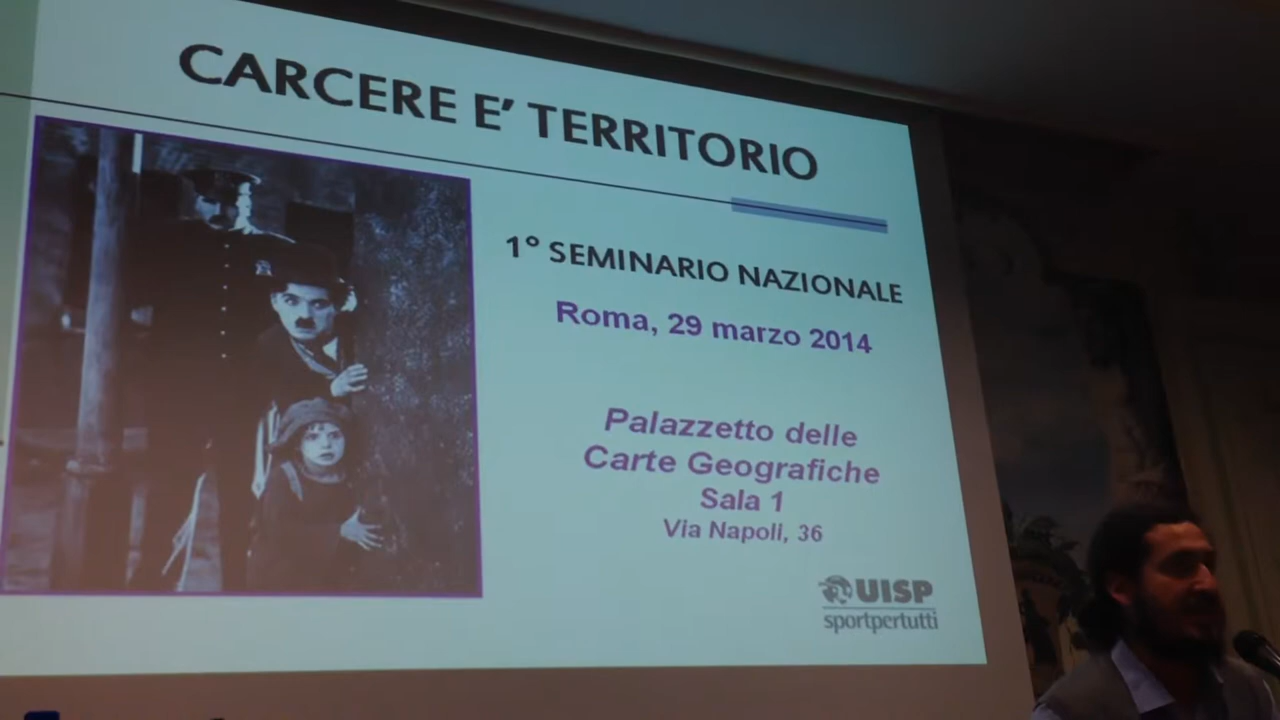 CARCERE E’ TERRITORIO
1° SEMINARIO NAZIONALE
Roma, 29 marzo 2014
Palazzetto delle
Carte Geografiche
Sala 1
Via Napoli, 36
UISP
sportpertutti